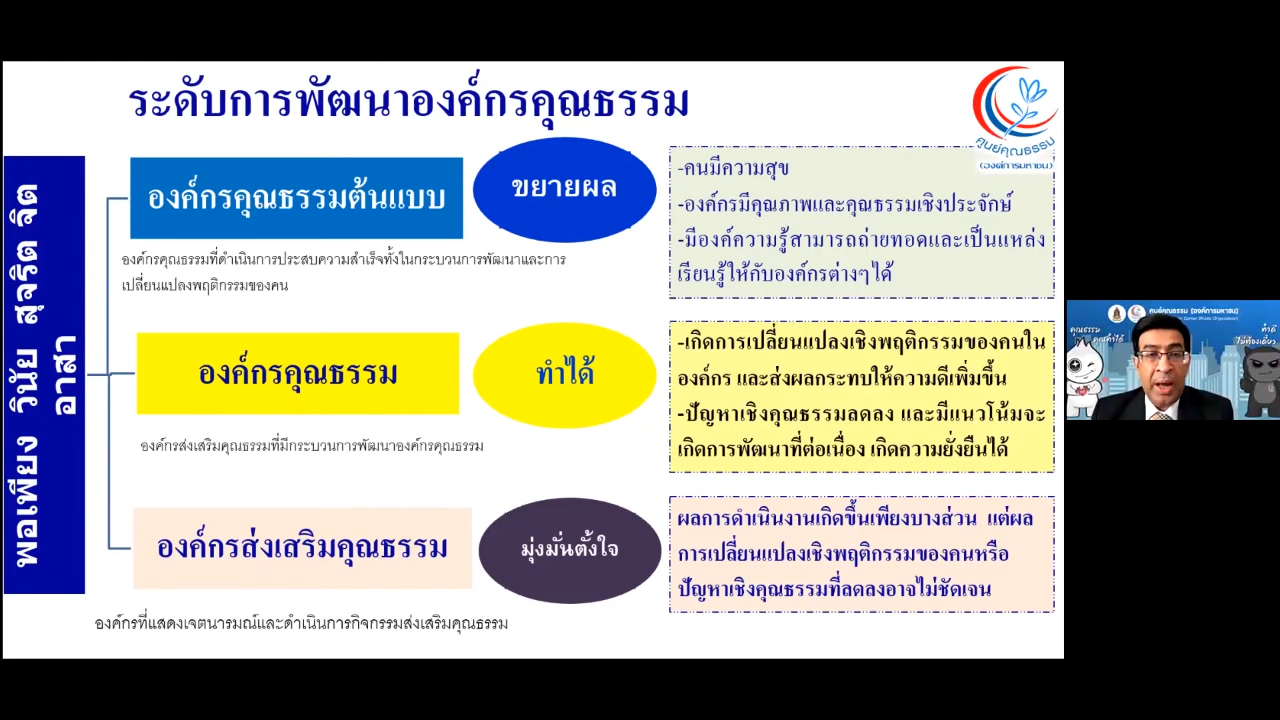 ระดับการพัฒนาองค์กรคุณธรรม
ศูนย์คุณธรรม
(องค์การมหาชน)
พอเพียง วินัย สุจริต จิต
อาสา
องค์กรคุณธรรมต้นแบบ
ขยายผล
-คนมีความสุข
-องค์กรมีคุณภาพและคุณธรรมเชิงประจักษ์
-มีองค์ความรู้สามารถถ่ายทอดและเป็นแหล่ง
เรียนรู้ให้กับองค์กรต่างๆได้
องค์กรคุณธรรมที่ดำเนินการประสบความสำเร็จทั้งในกระบวนการพัฒนาและการ
เปลี่ยนแปลงพฤติกรรมของคน
องค์กรคุณธรรม
ทำได้
-เกิดการเปลี่ยนแปลงเชิงพฤติกรรมของคนใน
องค์กร และส่งผลกระทบให้ความดีเพิ่มขึ้น
-ปัญหาเชิงคุณธรรมลดลง และมีแนวโน้มจะ
เกิดการพัฒนาที่ต่อเนื่อง เกิดความยั่งยืนได้
องค์กรส่งเสริมคุณธรรมที่มีกระบวนการพัฒนาองค์กรคุณธรรม
องค์กรส่งเสริมคุณธรรม
มุ่งมั่นตั้งใจ
ผลการดำเนินงานเกิดขึ้นเพียงบางส่วน แต่ผล
การเปลี่ยนแปลงเชิงพฤติกรรมของคนหรือ
ปัญหาเชิงคุณธรรมที่ลดลงอาจไม่ชัดเจน
องค์กรที่แสดงเจตนารมณ์และดำเนินการกิจกรรมส่งเสริมคุณธรรม
ศูนย์คุณธรรม (องค์การมหาชน)
คุณธรรม
คุณทำได้
ทำดี
ไม่ต้องเดี๋ยว